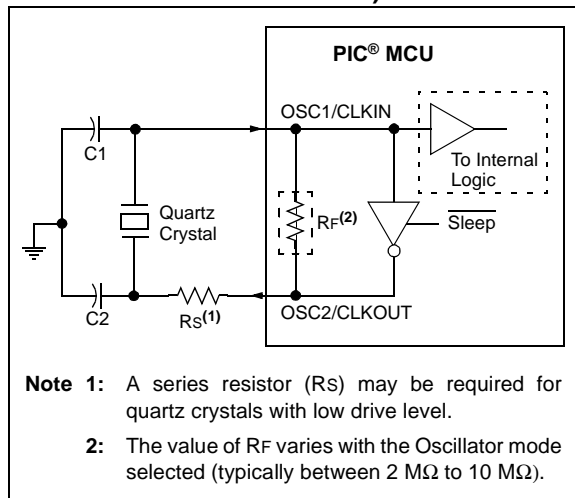 PIC® MCU
OSC1/CLKIN
C1
To Internal
Logic
Quartz
Crystal
RF(2)
Sleep
C2
RS(1)
OSC2/CLKOUT
Note 1: A series resistor (RS) may be required for
quartz crystals with low drive level.
2: The value of RF varies with the Oscillator mode
selected (typically between 2 MΩ to 10 MΩ).